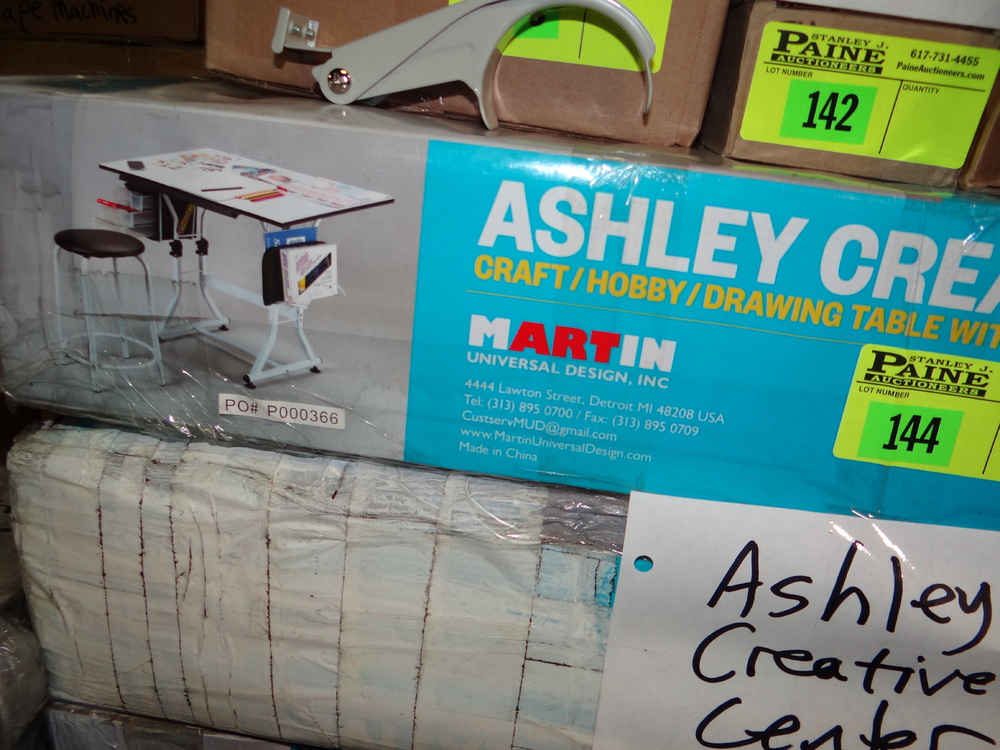 ape Machines
STANLEY J.
PAINE
AUCTIONEERS
617-731-4455
PaineAuctioneers.com
LOT NUMBER
QUANTITY
142
ASHLEY CREA
CRAFT/HOBBY/DRAWING TABLE WIT
MARTIN
UNIVERSAL DESIGN, INC
4444 Lawton Street, Detroit MI 48208 USA
Tel: (313) 895 0700 / Fax: (313) 895 0709
CustservMUD@gmail.com
www.MartinUniversalDesign.com
Made in China
PO# P000366
STANLEY J.
PAINE
AUCTIONEERS
LOT NUMBER
144
Ashley
Creative
Center